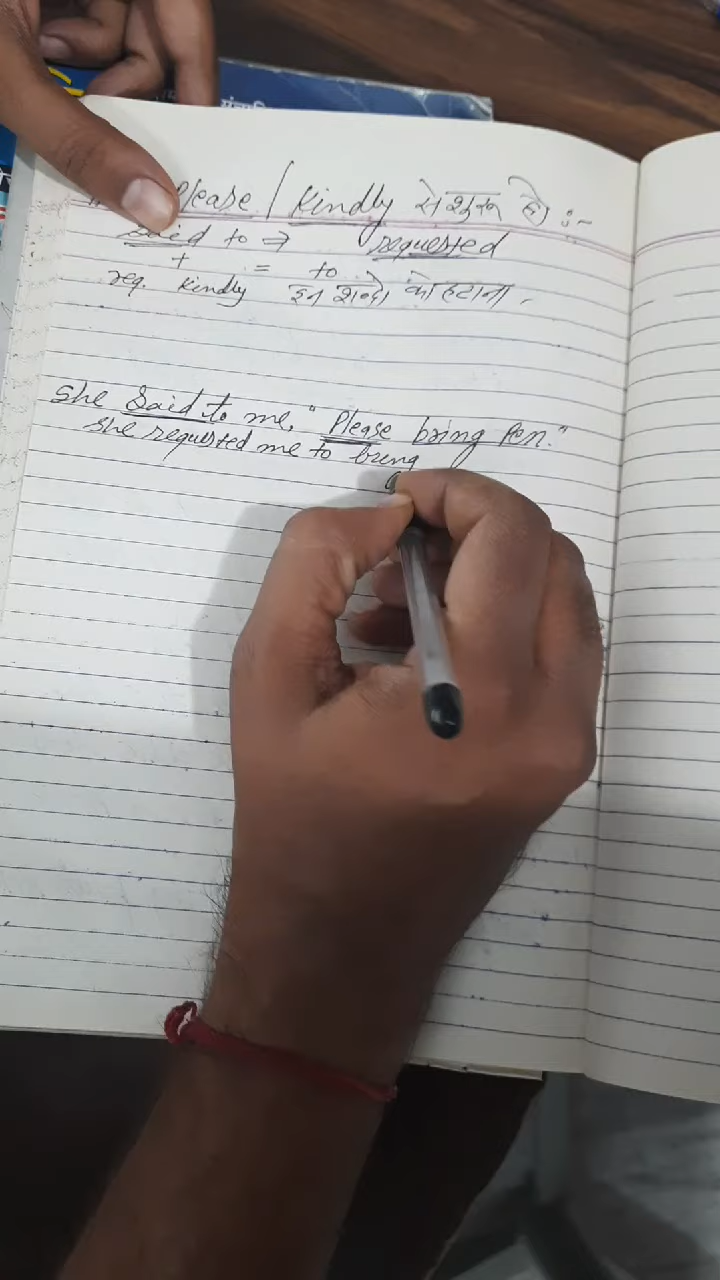 Please / Kindly से शुरू हो :-
said to ⇒ requested
+ = to
req. kindly इन शब्दो को हटाना.
she Said to me, "Please bring Pen."
she requested me to bring